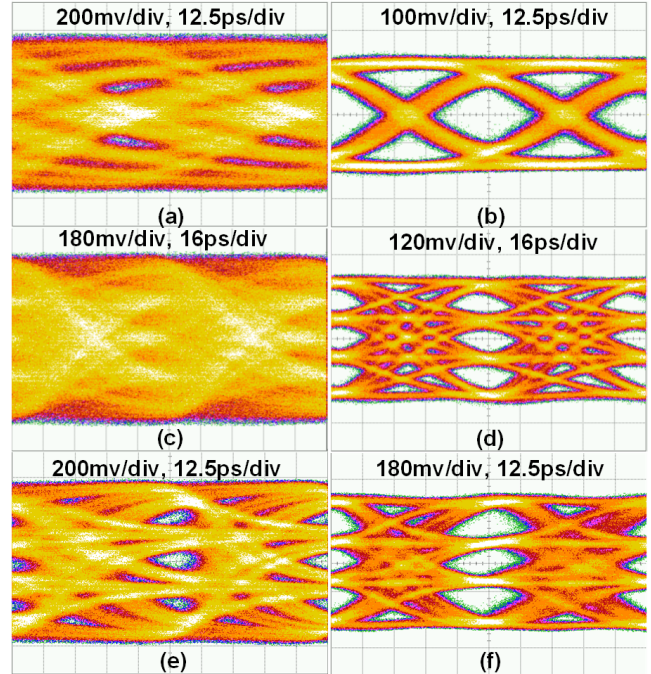 200mv/div, 12.5ps/div
100mv/div, 12.5ps/div
(a)
(b)
180mv/div, 16ps/div
120mv/div, 16ps/div
(c)
(d)
200mv/div, 12.5ps/div
180mv/div, 12.5ps/div
(e)
(f)